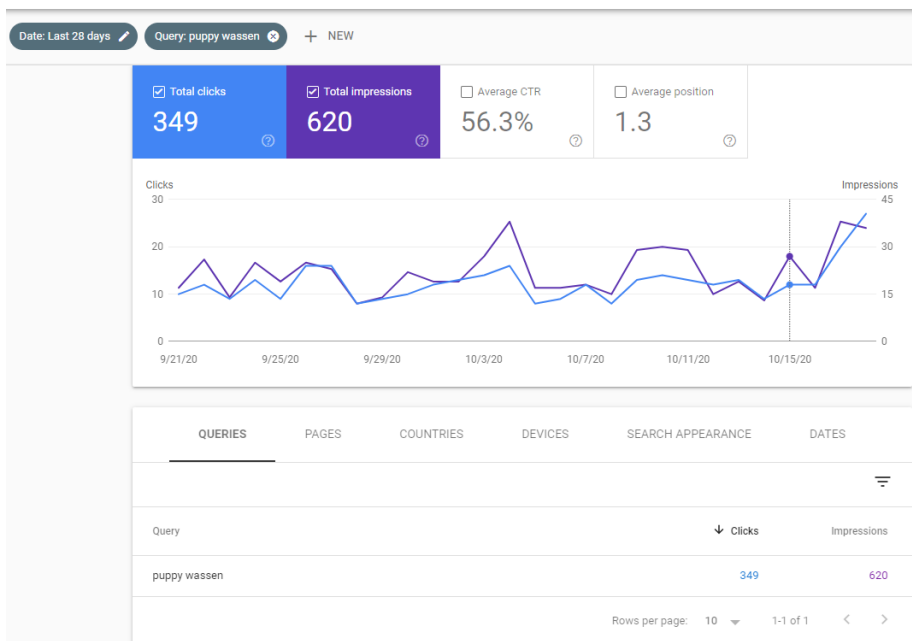 Date: Last 28 days Query: puppy wassen NEW
Total clicks Total impressions Average CTR Average position
349 620 56.3% 1.3
Clicks Impressions
30 45
20 30
10 15
0 0
9/21/20 9/25/20 9/29/20 10/3/20 10/7/20 10/11/20 10/15/20
QUERIES PAGES COUNTRIES DEVICES SEARCH APPEARANCE DATES
Query Clicks Impressions
puppy wassen 349 620
Rows per page: 10 1-1 of 1